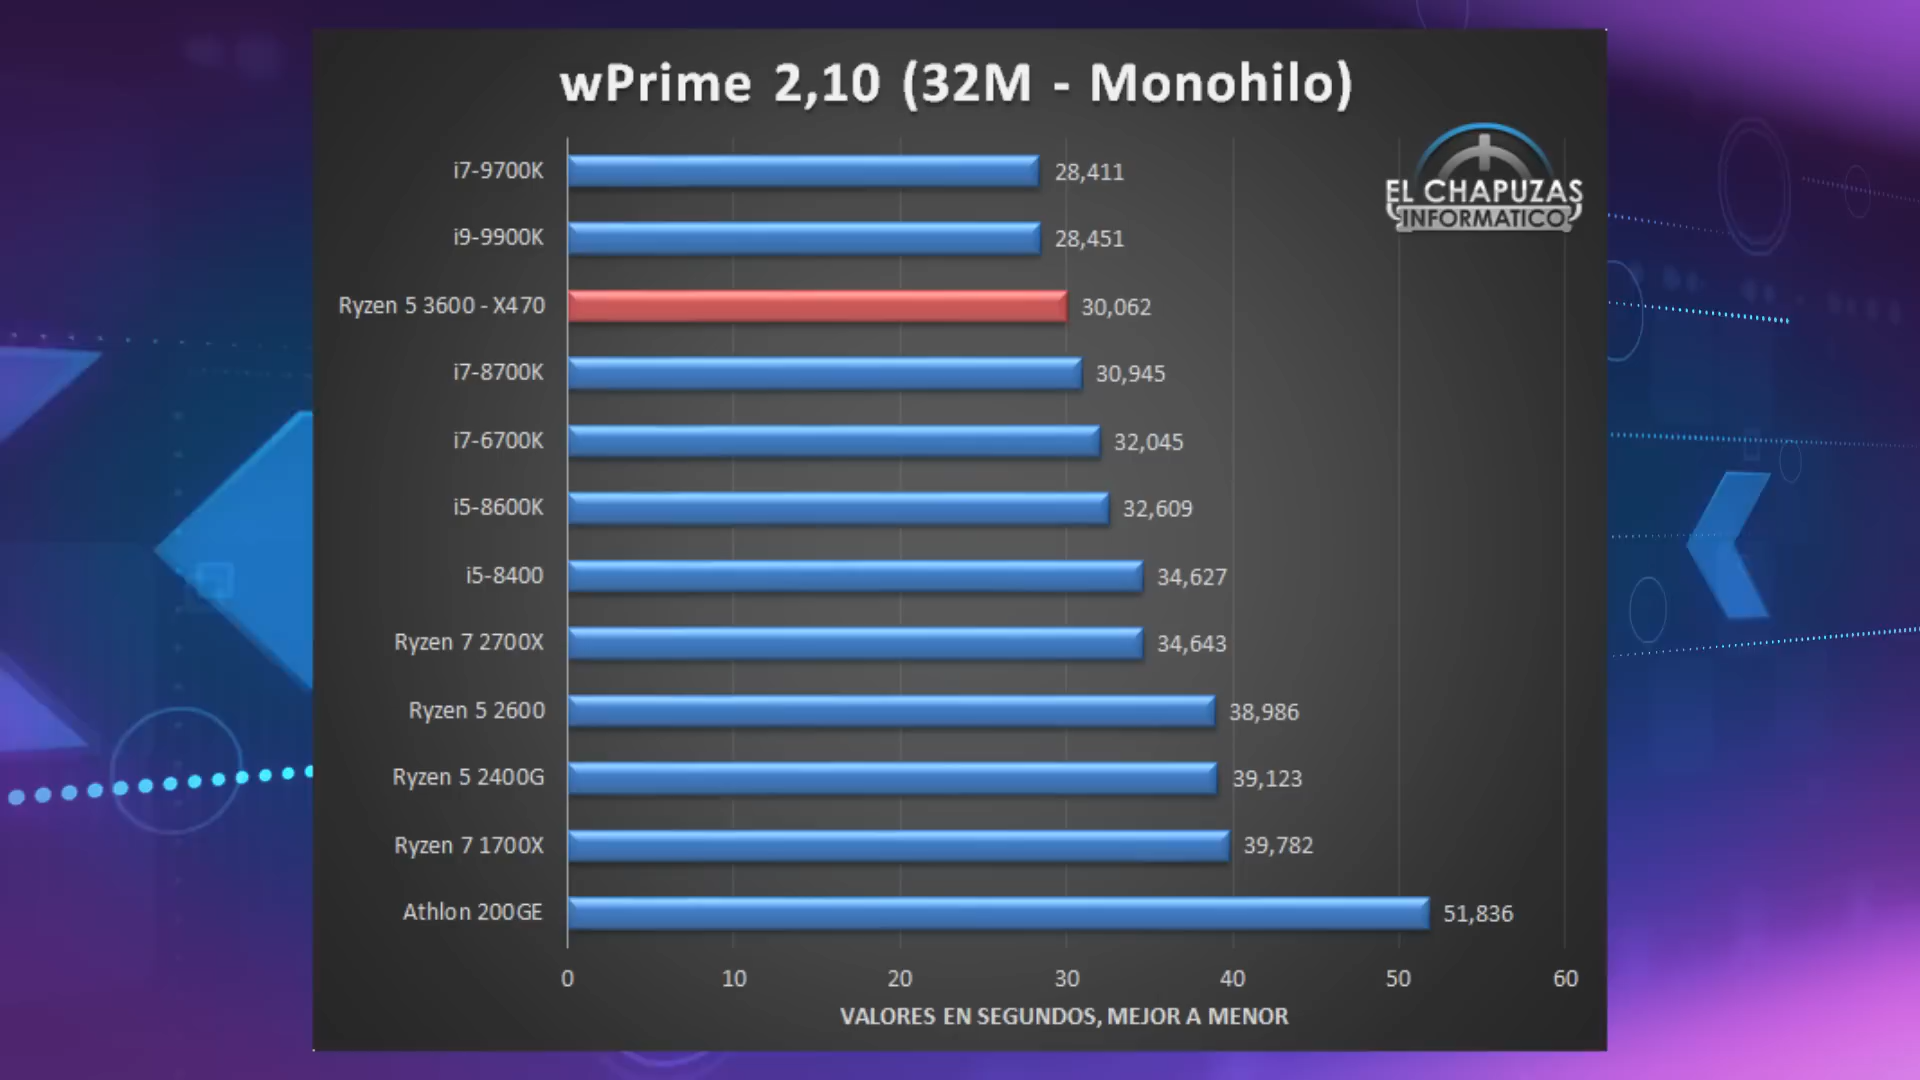 wPrime 2,10 (32M - Monohilo)
EL CHAPUZAS
INFORMATICO
i7-9700K 28,411
i9-9900K 28,451
Ryzen 5 3600 - X470 30,062
i7-8700K 30,945
i7-6700K 32,045
i5-8600K 32,609
i5-8400 34,627
Ryzen 7 2700X 34,643
Ryzen 5 2600 38,986
Ryzen 5 2400G 39,123
Ryzen 7 1700X 39,782
Athlon 200GE 51,836
0 10 20 30 40 50 60
VALORES EN SEGUNDOS, MEJOR A MENOR